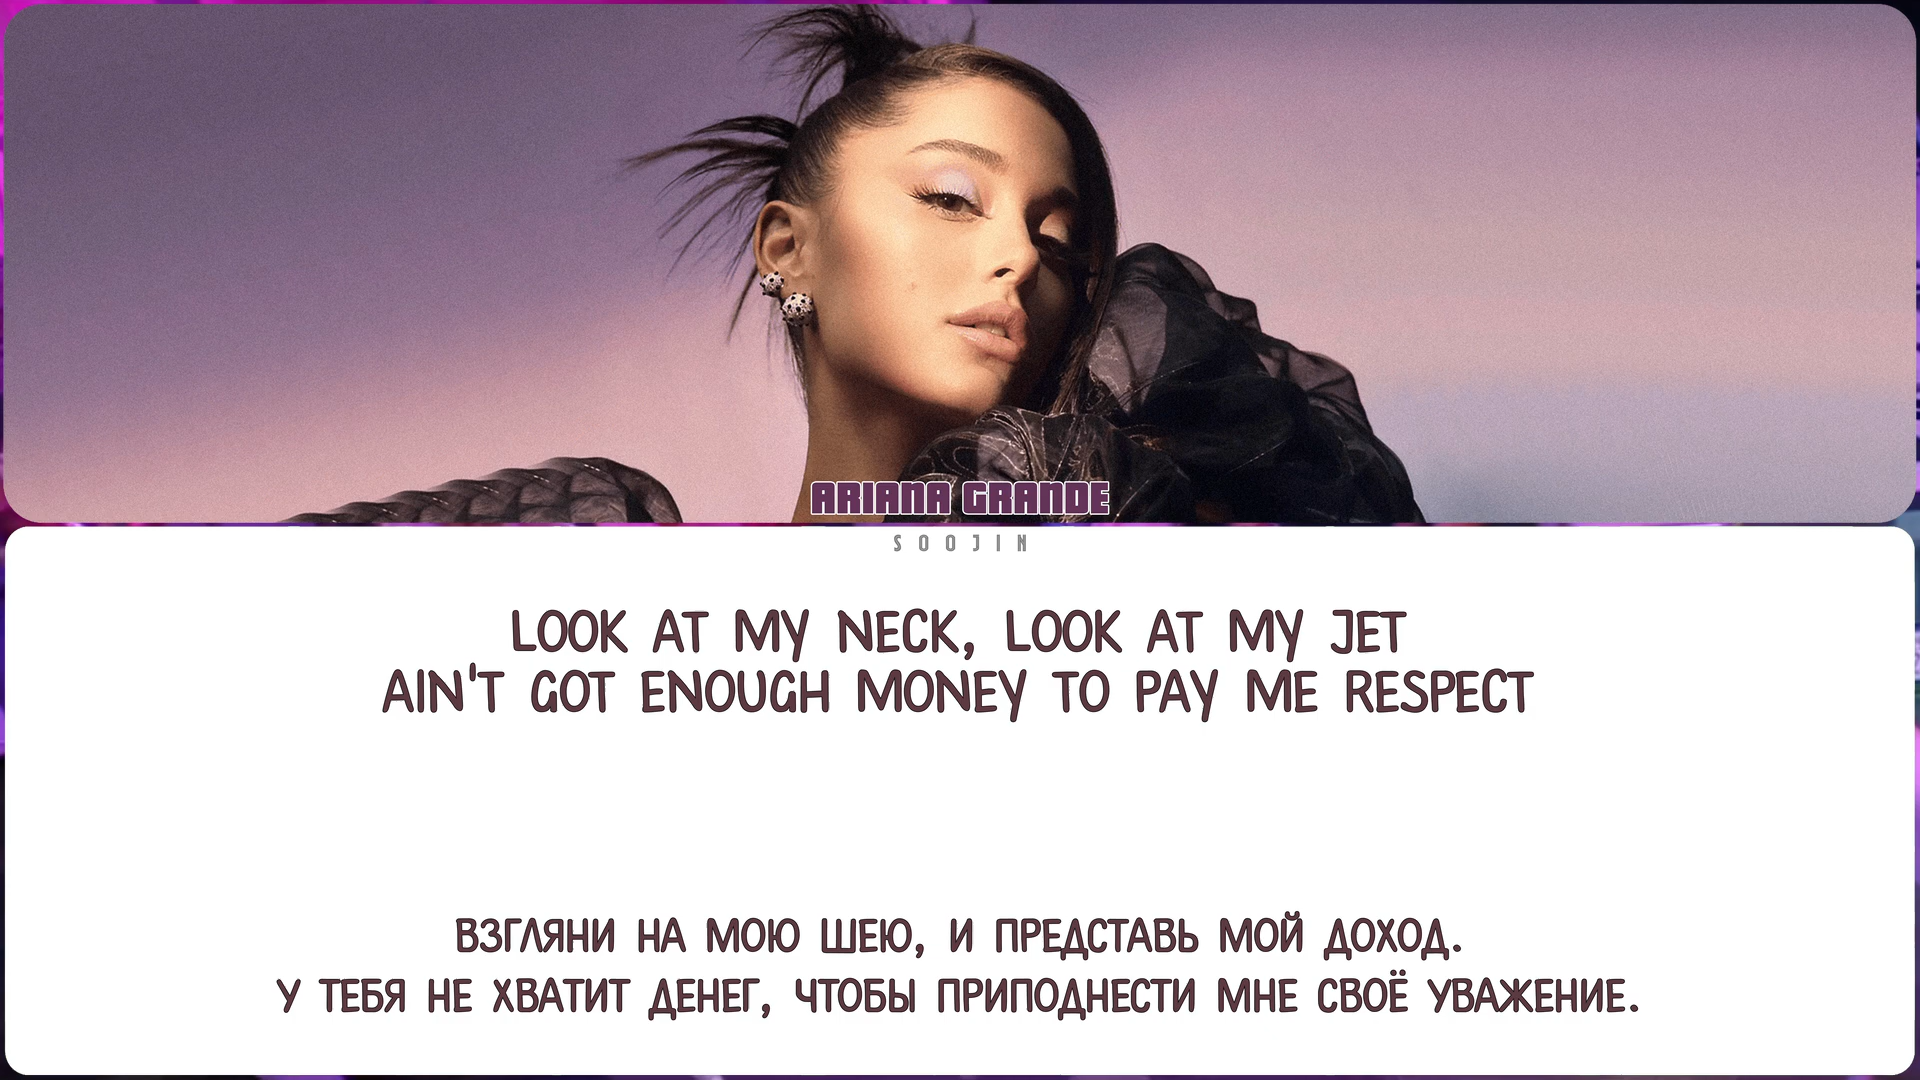 ARIANA GRANDE
SOOJIN
LOOK AT MY NECK, LOOK AT MY JET
AIN'T GOT ENOUGH MONEY TO PAY ME RESPECT
ВЗГЛЯНИ НА МОЮ ШЕЮ, И ПРЕДСТАВЬ МОЙ ДОХОД.
У ТЕБЯ НЕ ХВАТИТ ДЕНЕГ, ЧТОБЫ ПРИПОДНЕСТИ МНЕ СВОЁ УВАЖЕНИЕ.